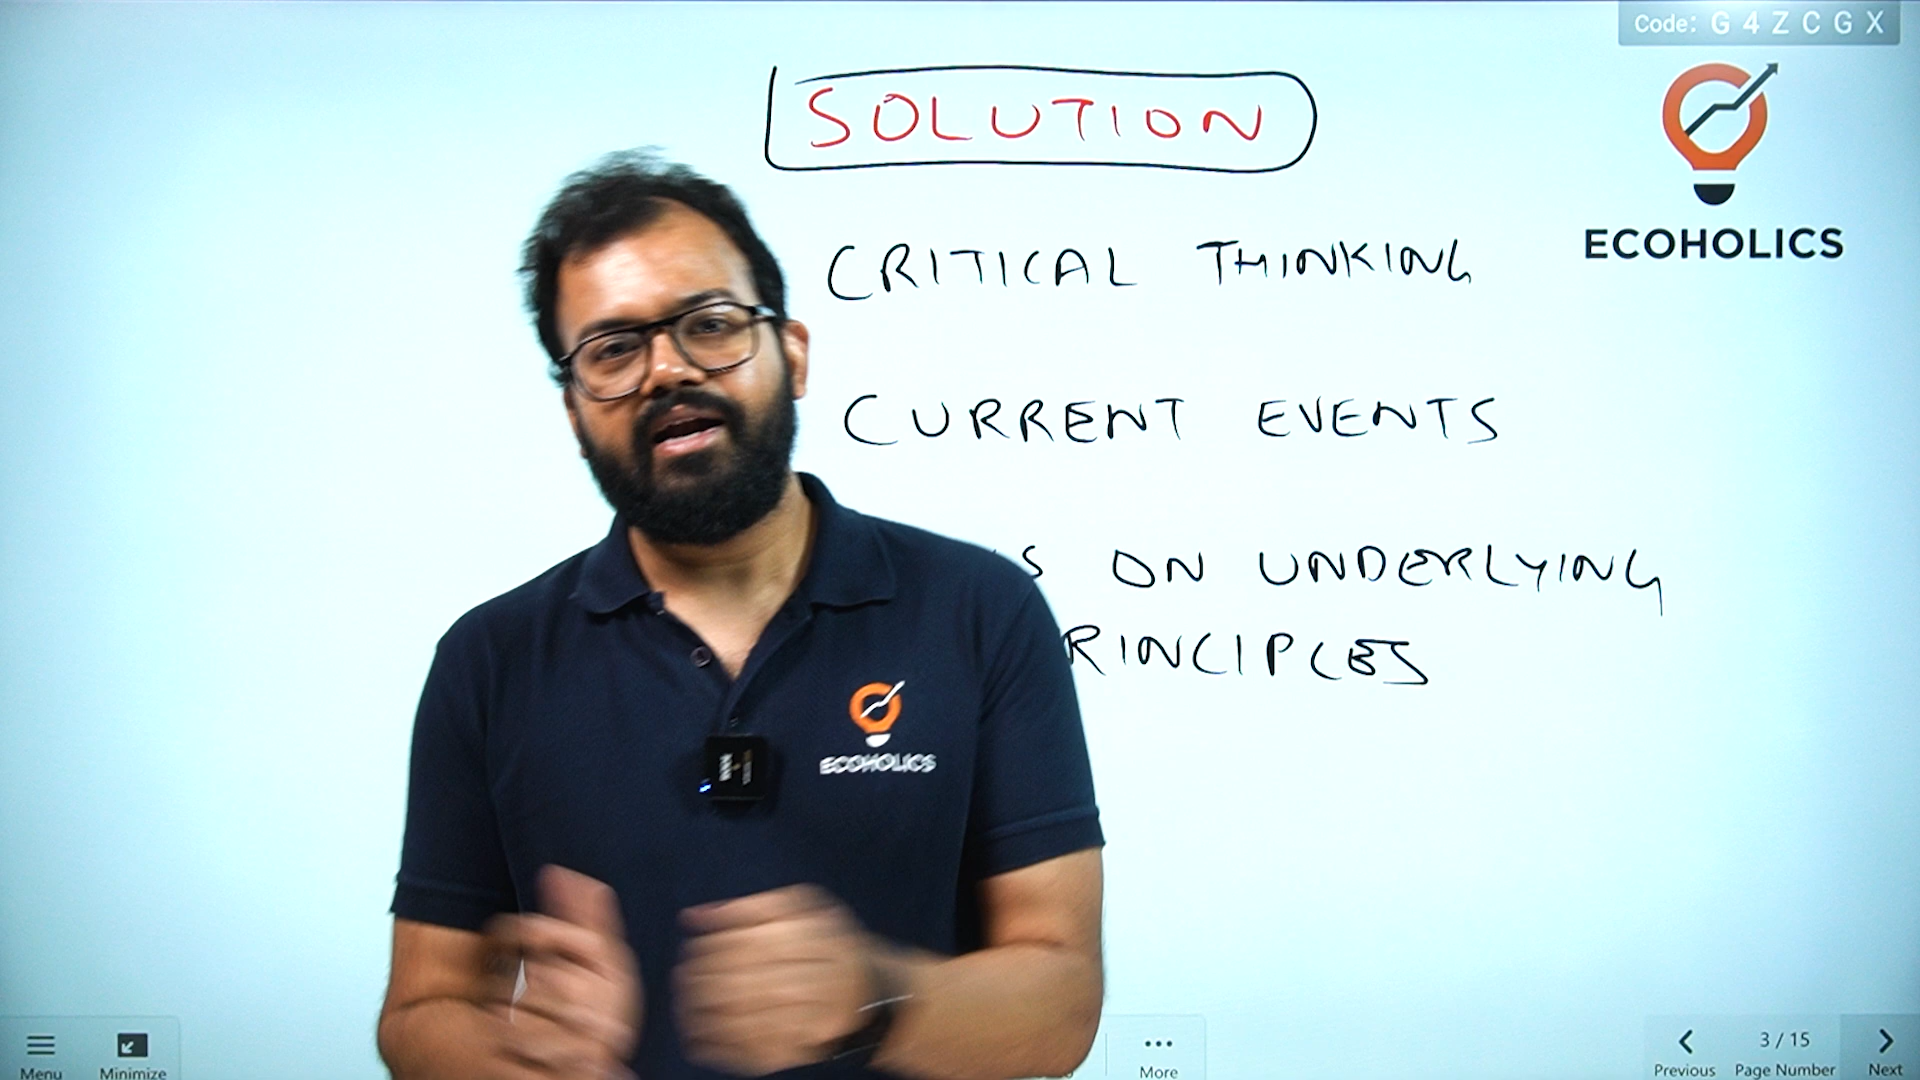 Code: G 4 Z C G X
SOLUTION
ECOHOLICS
CRITICAL THINKING
CURRENT EVENTS
S ON UNDERLYING
RINCIPLES
ECOHOLICS
Menu
Minimize
More
Previous
3 / 15
Page Number
Next